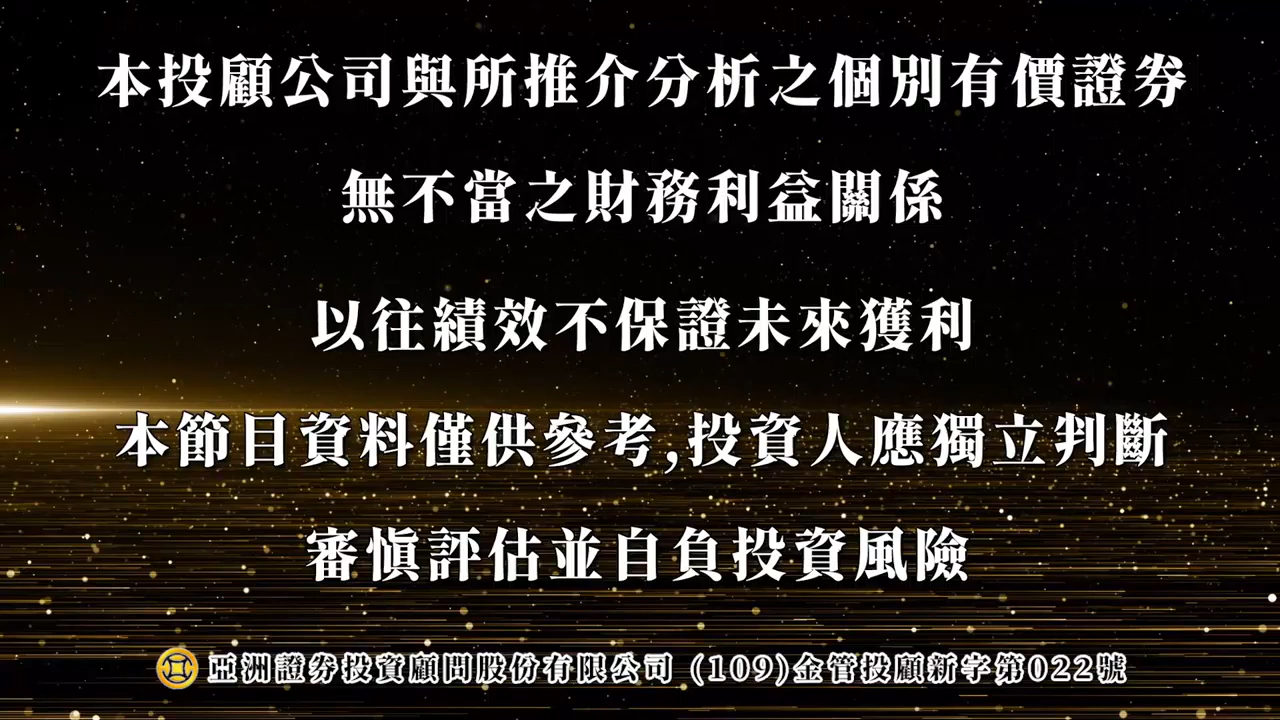 本投顧公司與所推介分析之個別有價證券
無不當之財務利益關係
以往績效不保證未來獲利
本節目資料僅供參考,投資人應獨立判斷
審慎評估並自負投資風險
亞洲證券投資顧問股份有限公司 (109)金管投顧新字第022號